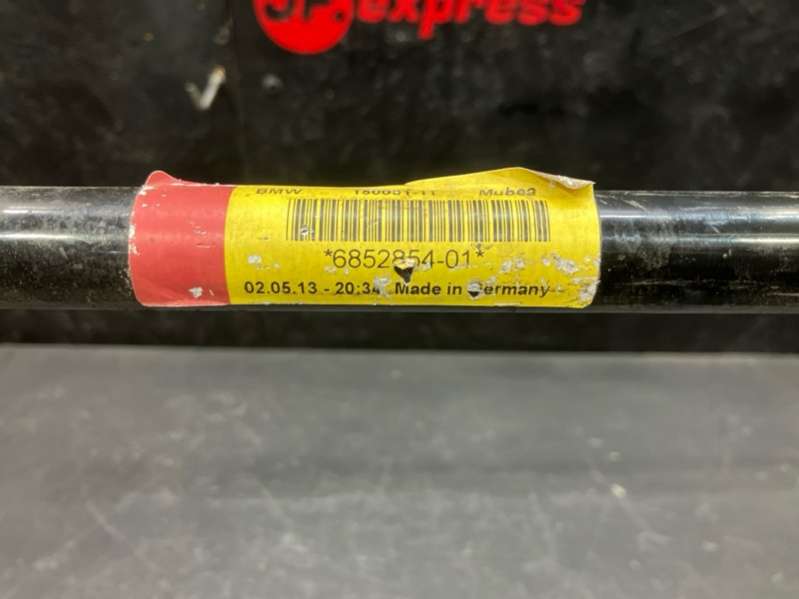 express
BMW Mubea
*6852854-01*
02.05.13 - 20:34 Made in Germany